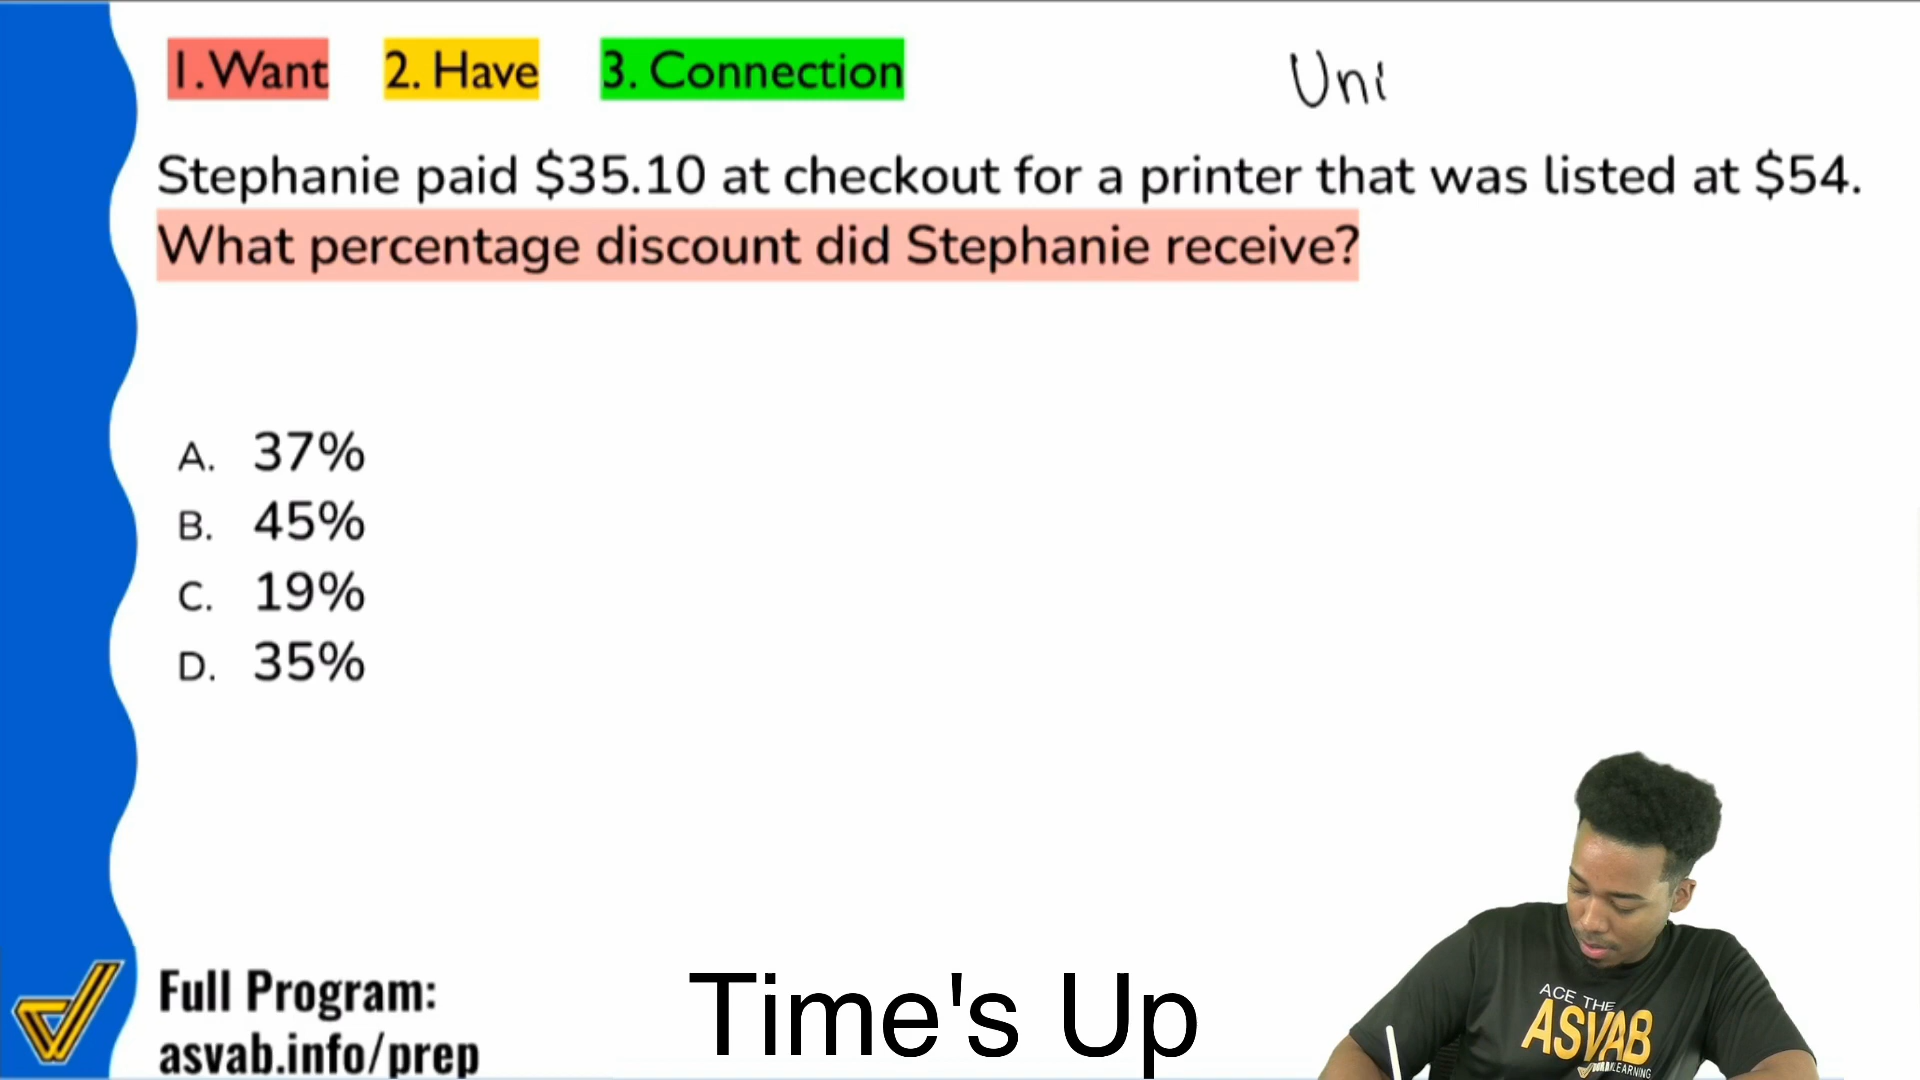 1. Want 2. Have 3. Connection Uni
Stephanie paid $35.10 at checkout for a printer that was listed at $54.
What percentage discount did Stephanie receive?
A. 37%
B. 45%
C. 19%
D. 35%
Full Program:
asvab.info/prep
Time's Up
ACE THE
ASVAB
LEARNING